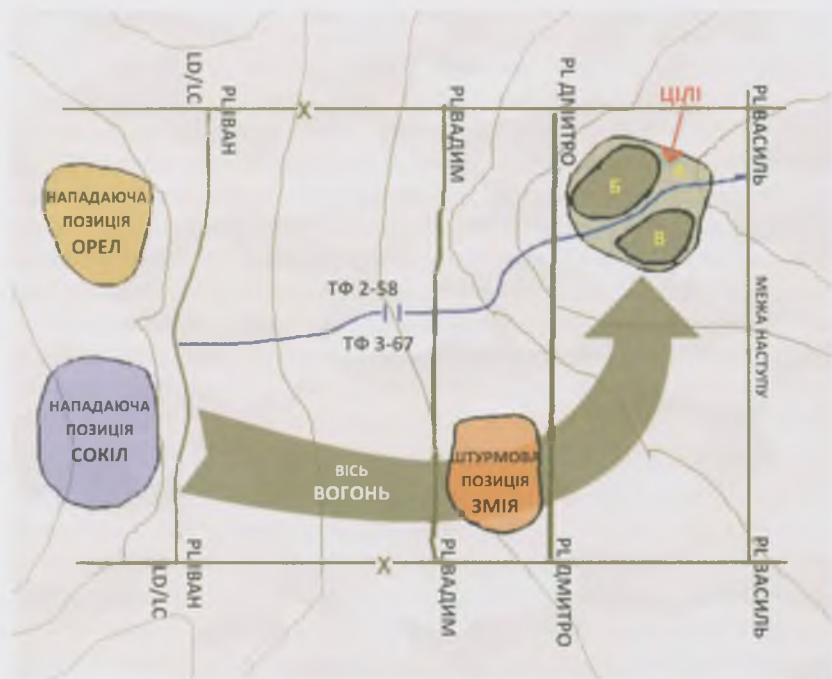 LD/LC
PL ІВАН
X
PL ВАДИМ
PL ДМИТРО
ЦІЛІ
PL ВАСИЛЬ
НАПАДАЮЧА
ПОЗИЦІЯ
ОРЕЛ
А
Б
В
ТФ 2-58
ТФ 3-67
МЕЖА НАСТУПУ
НАПАДАЮЧА
ПОЗИЦІЯ
СОКІЛ
ВІСЬ
ВОГОНЬ
ШТУРМОВА
ПОЗИЦІЯ
ЗМІЯ
LD/LC
PL ІВАН
X
PL ВАДИМ
PL ДМИТРО
PL ВАСИЛЬ